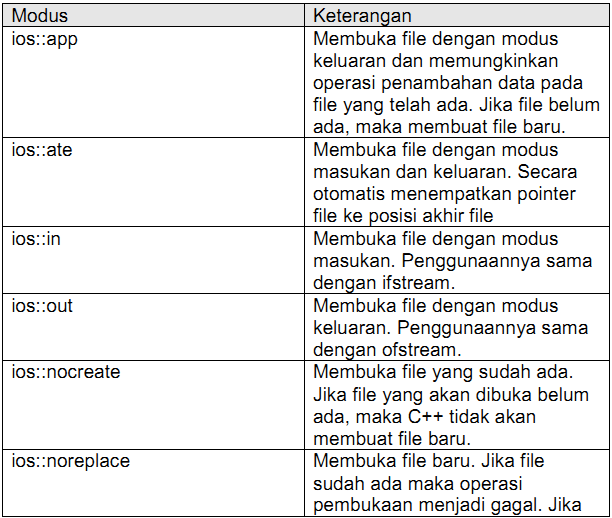 Modus Keterangan
ios::app Membuka file dengan modus
keluaran dan memungkinkan
operasi penambahan data pada
file yang telah ada. Jika file belum
ada, maka membuat file baru.
ios::ate Membuka file dengan modus
masukan dan keluaran. Secara
otomatis menempatkan pointer
file ke posisi akhir file
ios::in Membuka file dengan modus
masukan. Penggunaannya sama
dengan ifstream.
ios::out Membuka file dengan modus
keluaran. Penggunaannya sama
dengan ofstream.
ios::nocreate Membuka file yang sudah ada.
Jika file yang akan dibuka belum
ada, maka C++ tidak akan
membuat file baru.
ios::noreplace Membuka file baru. Jika file
sudah ada maka operasi
pembukaan menjadi gagal. Jika